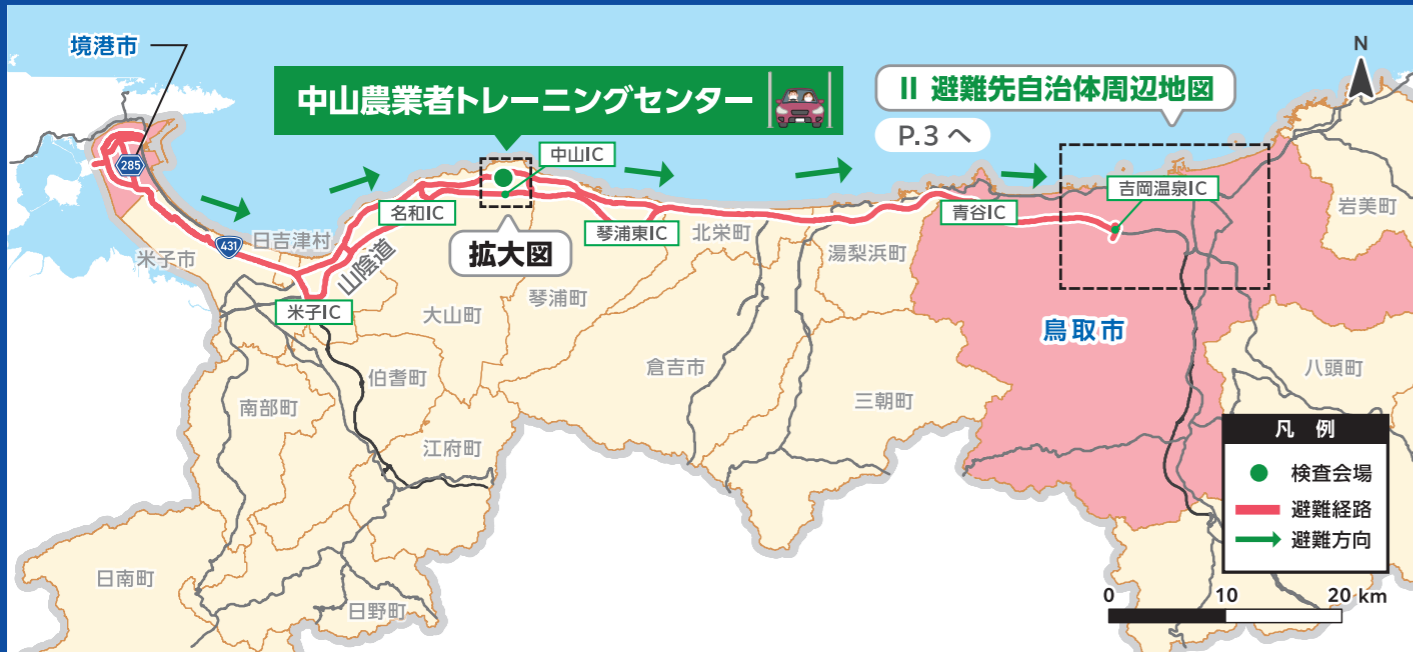 境港市
中山農業者トレーニングセンター
II 避難先自治体周辺地図
P.3 へ
N
285
中山IC
吉岡温泉IC
岩美町
名和IC
青谷IC
431
日吉津村
琴浦東IC
北栄町
湯梨浜町
米子市
山陰道
拡大図
琴浦町
米子IC
大山町
鳥取市
倉吉市
八頭町
伯耆町
三朝町
南部町
江府町
凡 例
検査会場
避難経路
避難方向
日南町
日野町
0 10 20 km